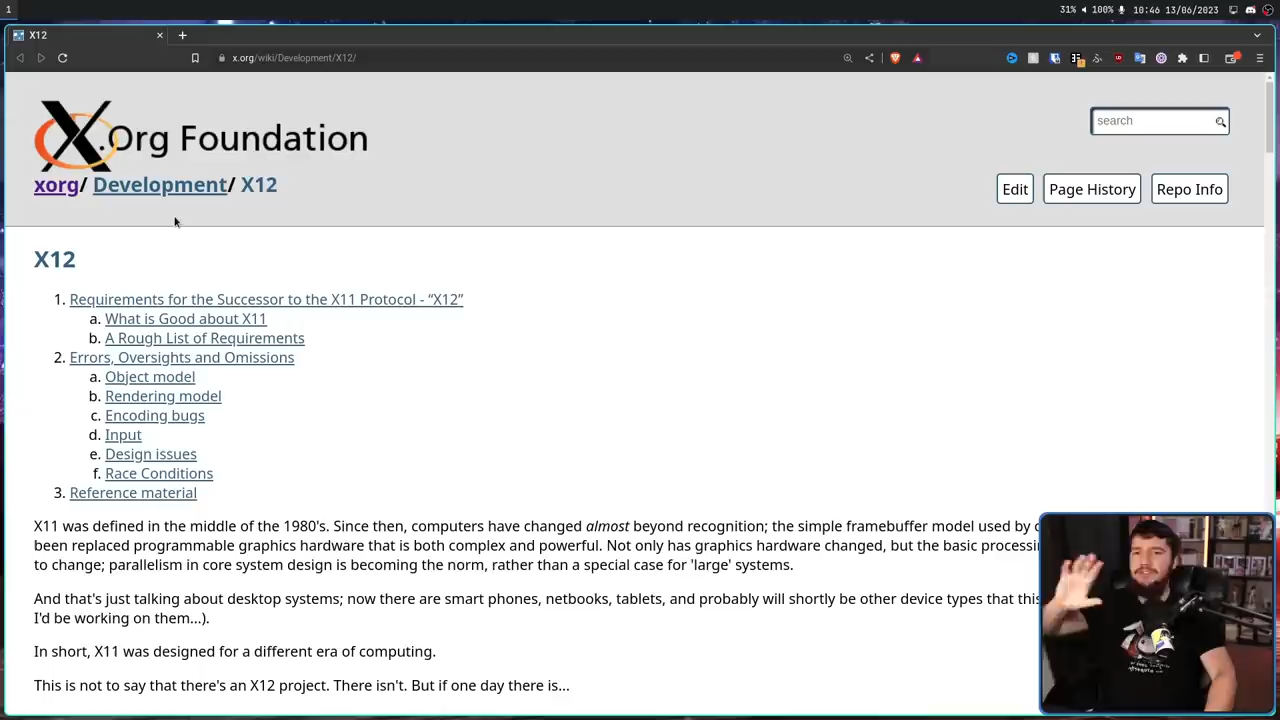 1
31%
100%
10:46 13/06/2023
X12
x.org/wiki/Development/X12/
X.Org Foundation
search
xorg/ Development/ X12
Edit
Page History
Repo Info
X12
1. Requirements for the Successor to the X11 Protocol - “X12”
a. What is Good about X11
b. A Rough List of Requirements
2. Errors, Oversights and Omissions
a. Object model
b. Rendering model
c. Encoding bugs
d. Input
e. Design issues
f. Race Conditions
3. Reference material
X11 was defined in the middle of the 1980's. Since then, computers have changed almost beyond recognition; the simple framebuffer model used by
been replaced programmable graphics hardware that is both complex and powerful. Not only has graphics hardware changed, but the basic
to change; parallelism in core system design is becoming the norm, rather than a special case for 'large' systems.
And that's just talking about desktop systems; now there are smart phones, netbooks, tablets, and probably will shortly be other device types that
I'd be working on them...).
In short, X11 was designed for a different era of computing.
This is not to say that there's an X12 project. There isn't. But if one day there is...